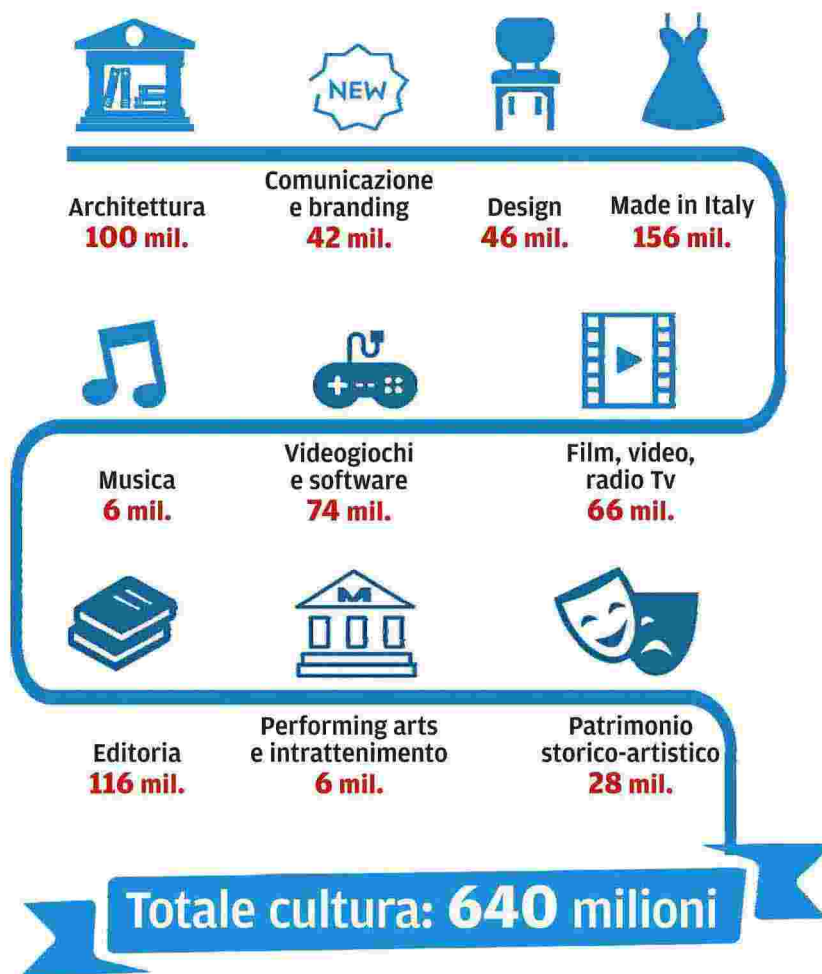 NEW
Architettura
100 mil.
Comunicazione
e branding
42 mil.
Design
46 mil.
Made in Italy
156 mil.
Musica
6 mil.
Videogiochi
e software
74 mil.
Film, video,
radio Tv
66 mil.
M
Editoria
116 mil.
Performing arts
e intrattenimento
6 mil.
Patrimonio
storico-artistico
28 mil.
Totale cultura: 640 milioni